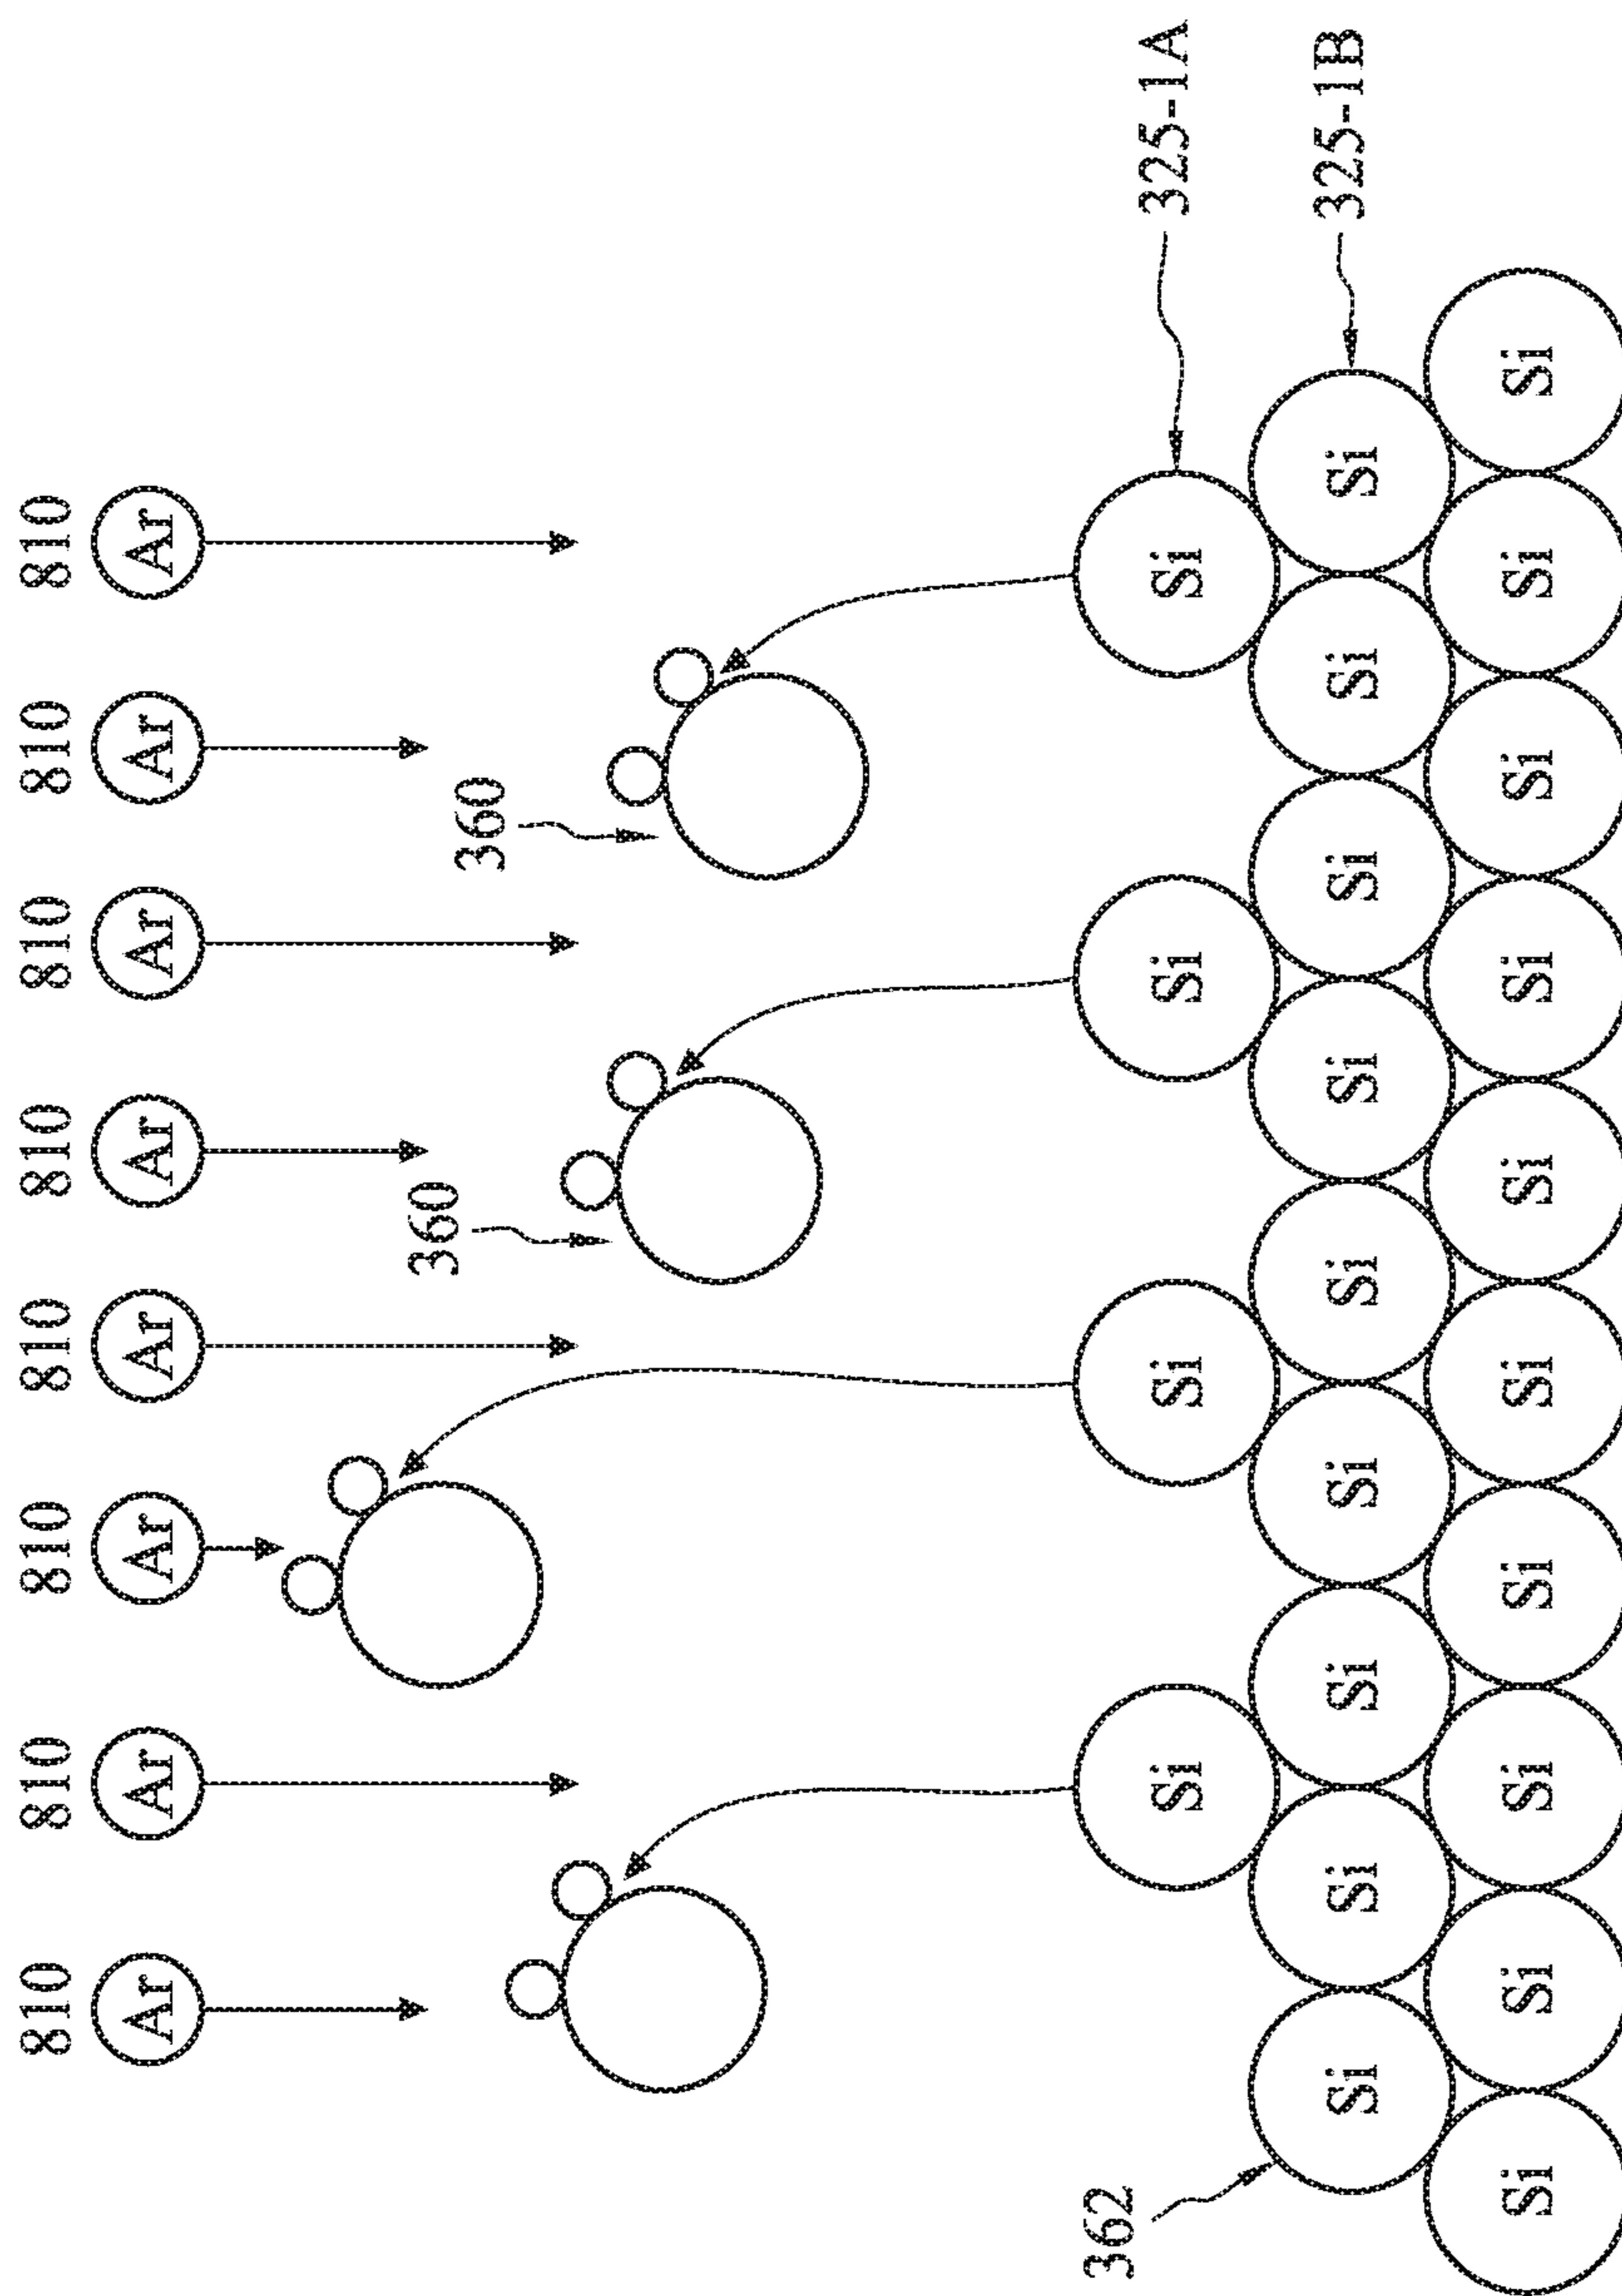 810 810 810 810 810 810 810 810
Ar Ar Ar Ar Ar Ar Ar Ar
360
360
362
Si Si Si Si 325-1A
Si Si Si Si Si Si Si Si Si 325-1B
Si Si Si Si Si Si Si Si Si Si